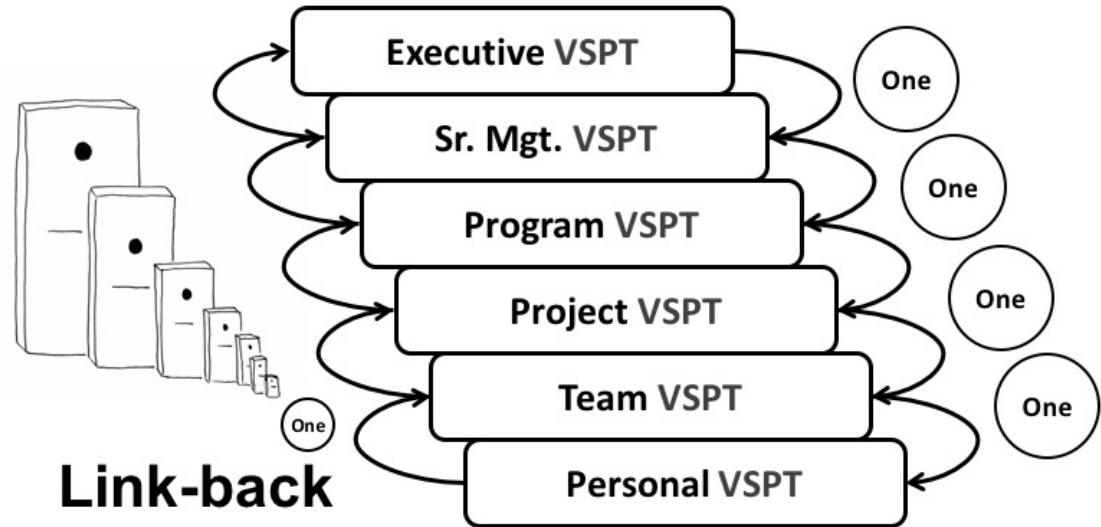 Executive VSPT
One
Sr. Mgt. VSPT
One
Program VSPT
One
Project VSPT
One
Team VSPT
One
Personal VSPT
Link-back